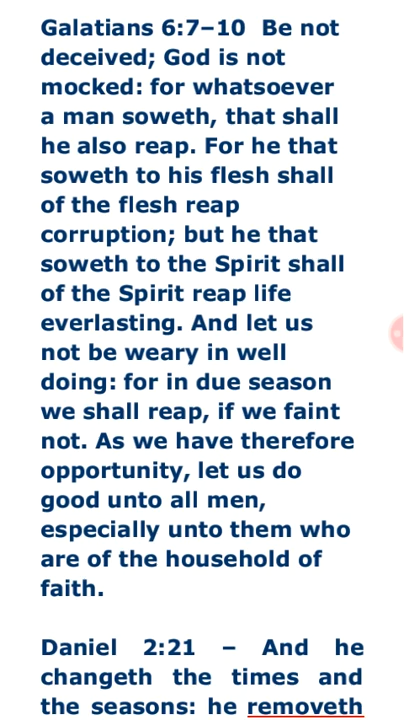 Galatians 6:7–10  Be not
deceived; God is not
mocked: for whatsoever
a man soweth, that shall
he also reap. For he that
soweth to his flesh shall
of the flesh reap
corruption; but he that
soweth to the Spirit shall
of the Spirit reap life
everlasting. And let us
not be weary in well
doing: for in due season
we shall reap, if we faint
not. As we have therefore
opportunity, let us do
good unto all men,
especially unto them who
are of the household of
faith.
Daniel 2:21 – And he
changeth the times and
the seasons: he removeth